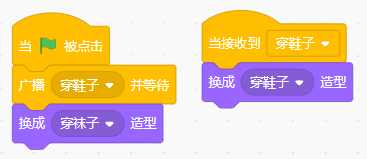 当 被点击
广播 穿鞋子 并等待
换成 穿袜子 造型
当接收到 穿鞋子
换成 穿鞋子 造型